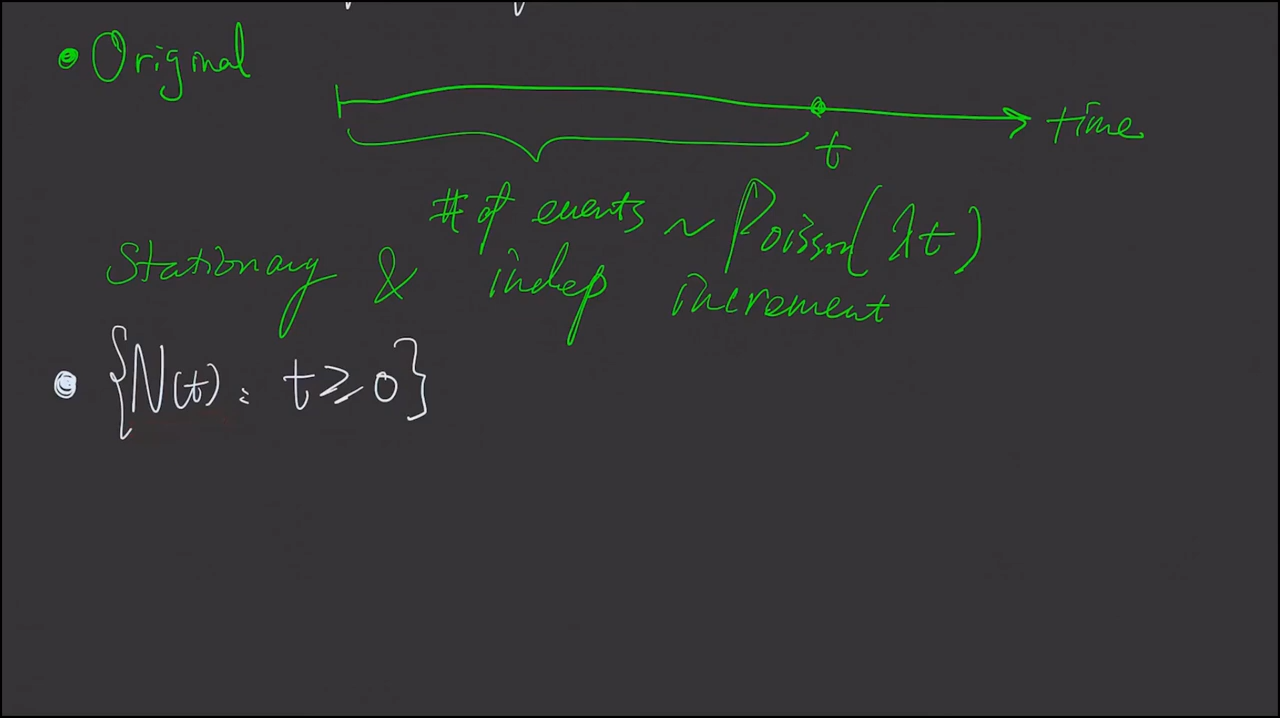 • Original
time
t
# of events ~ Poisson(λt)
Stationary & indep increment
• {N(t): t ≥ 0}